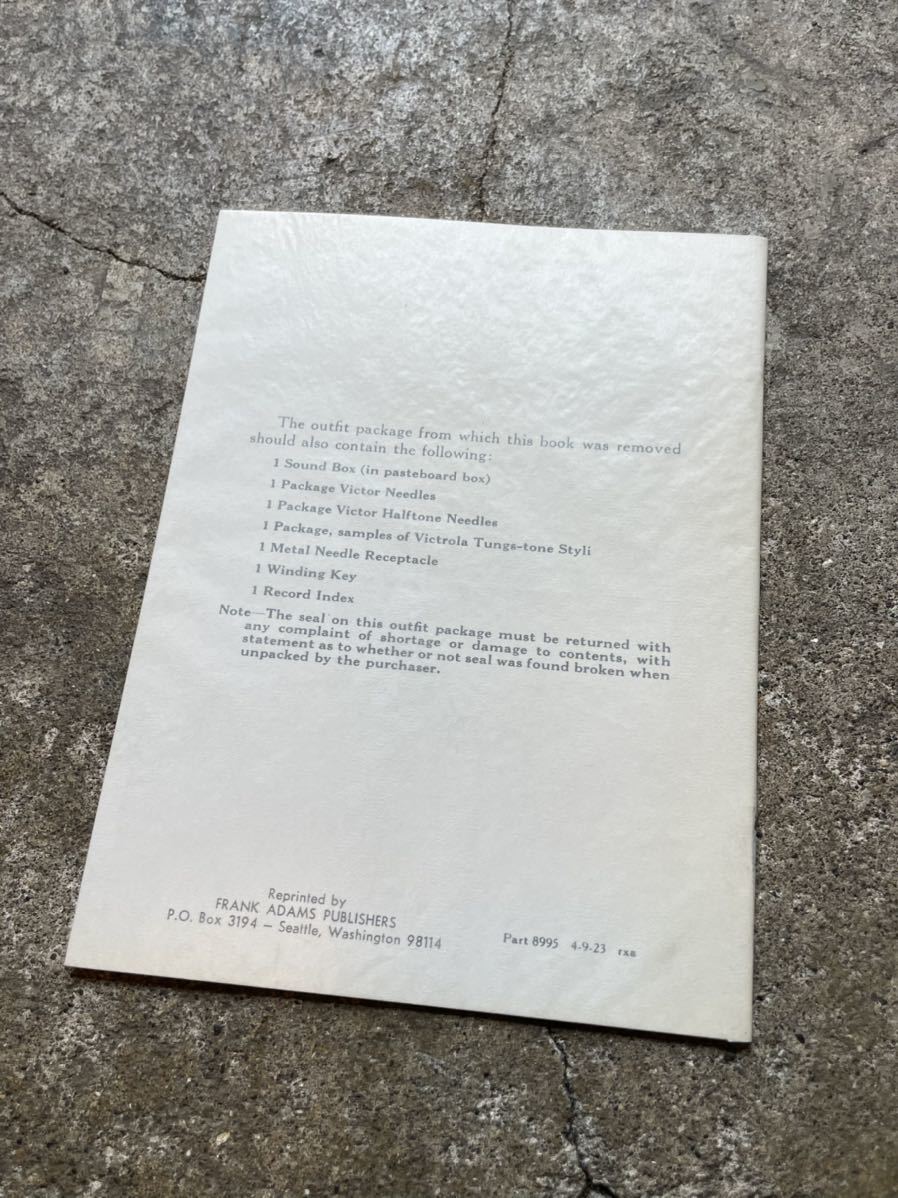 The outfit package from which this book was removed
should also contain the following:
1 Sound Box (in pasteboard box)
1 Package Victor Needles
1 Package Victor Halftone Needles
1 Package, samples of Victrola Tungs-tone Styli
1 Metal Needle Receptacle
1 Winding Key
1 Record Index
Note—The seal on this outfit package must be returned with
any complaint of shortage or damage to contents, with
statement as to whether or not seal was found broken when
unpacked by the purchaser.
Reprinted by
FRANK ADAMS PUBLISHERS
P.O. Box 3194 – Seattle, Washington 98114
Part 8995 4-9-23 rxa